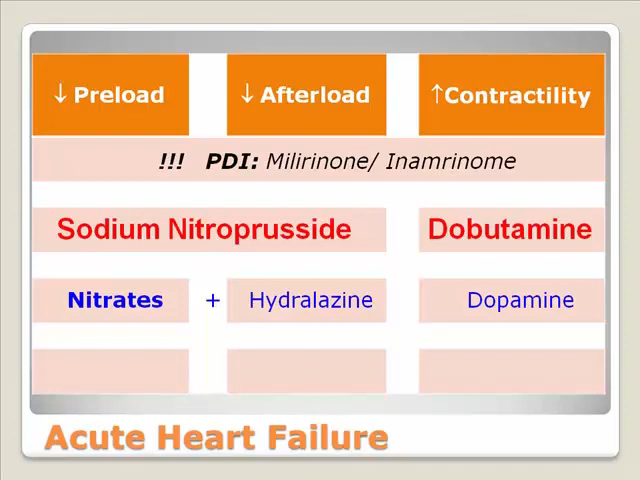 ↓ Preload ↓ Afterload ↑Contractility
!!! PDI: Milirinone/ Inamrinome
Sodium Nitroprusside Dobutamine
Nitrates + Hydralazine Dopamine
Acute Heart Failure